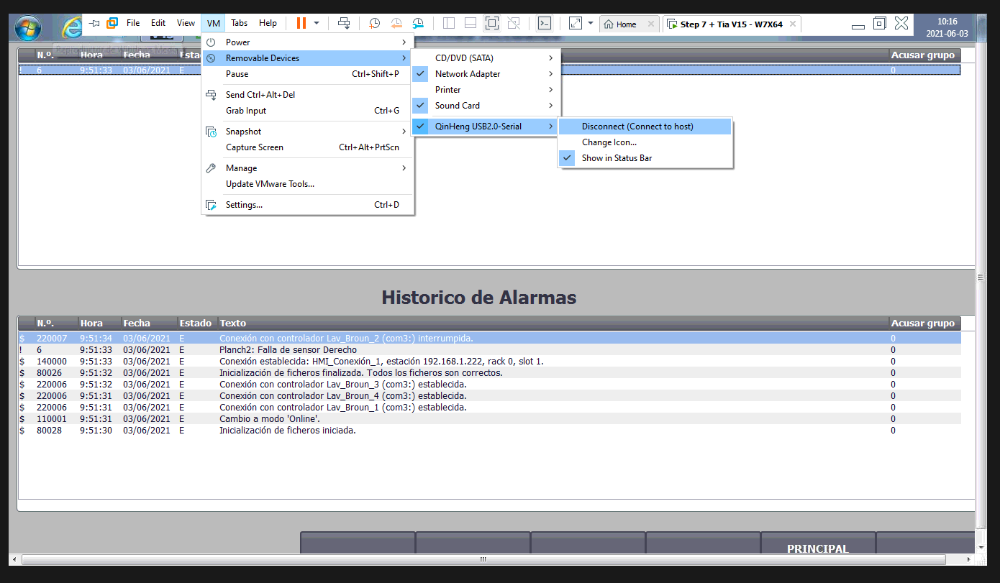 File Edit View VM Tabs Help Home Step 7 + Tia V15 - W7X64 10:16
2021-06-03
Power
Removable Devices
Pause Ctrl+Shift+P
Send Ctrl+Alt+Del
Grab Input Ctrl+G
Snapshot
Capture Screen Ctrl+Alt+PrtScn
Manage
Update VMware Tools...
Settings... Ctrl+D
CD/DVD (SATA)
Network Adapter
Printer
Sound Card
QinHeng USB2.0-Serial
Disconnect (Connect to host)
Change Icon...
Show in Status Bar
Reproductor de Windows Media
N.º. Hora Fecha Esta Acusar grupo
! 6 9:51:33 03/06/2021 E 0
Historico de Alarmas
N.º. Hora Fecha Estado Texto Acusar grupo
$ 220007 9:51:34 03/06/2021 E Conexión con controlador Lav_Broun_2 (com3:) interrumpida. 0
! 6 9:51:33 03/06/2021 E Planch2: Falla de sensor Derecho 0
$ 140000 9:51:33 03/06/2021 E Conexión establecida: HMI_Conexión_1, estación 192.168.1.222, rack 0, slot 1. 0
$ 80026 9:51:32 03/06/2021 E Inicialización de ficheros finalizada. Todos los ficheros son correctos. 0
$ 220006 9:51:32 03/06/2021 E Conexión con controlador Lav_Broun_3 (com3:) establecida. 0
$ 220006 9:51:31 03/06/2021 E Conexión con controlador Lav_Broun_4 (com3:) establecida. 0
$ 220006 9:51:31 03/06/2021 E Conexión con controlador Lav_Broun_1 (com3:) establecida. 0
$ 110001 9:51:31 03/06/2021 E Cambio a modo 'Online'. 0
$ 80028 9:51:30 03/06/2021 E Inicialización de ficheros iniciada. 0
PRINCIPAL